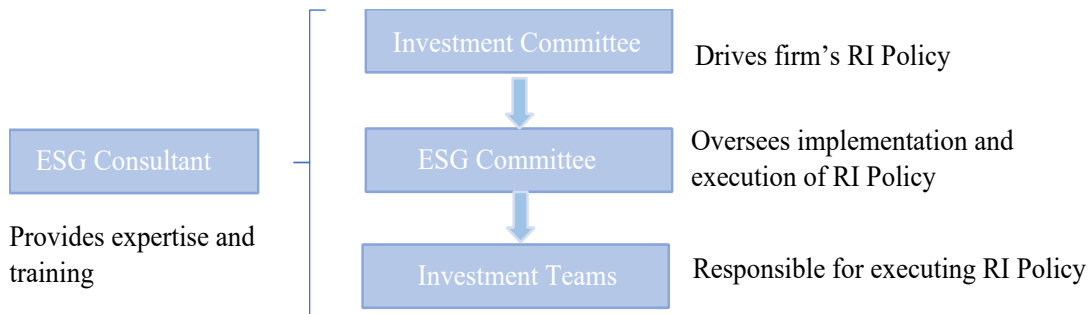 Investment Committee
Drives firm's RI Policy
ESG Consultant
Provides expertise and
training
ESG Committee
Oversees implementation and
execution of RI Policy
Investment Teams
Responsible for executing RI Policy